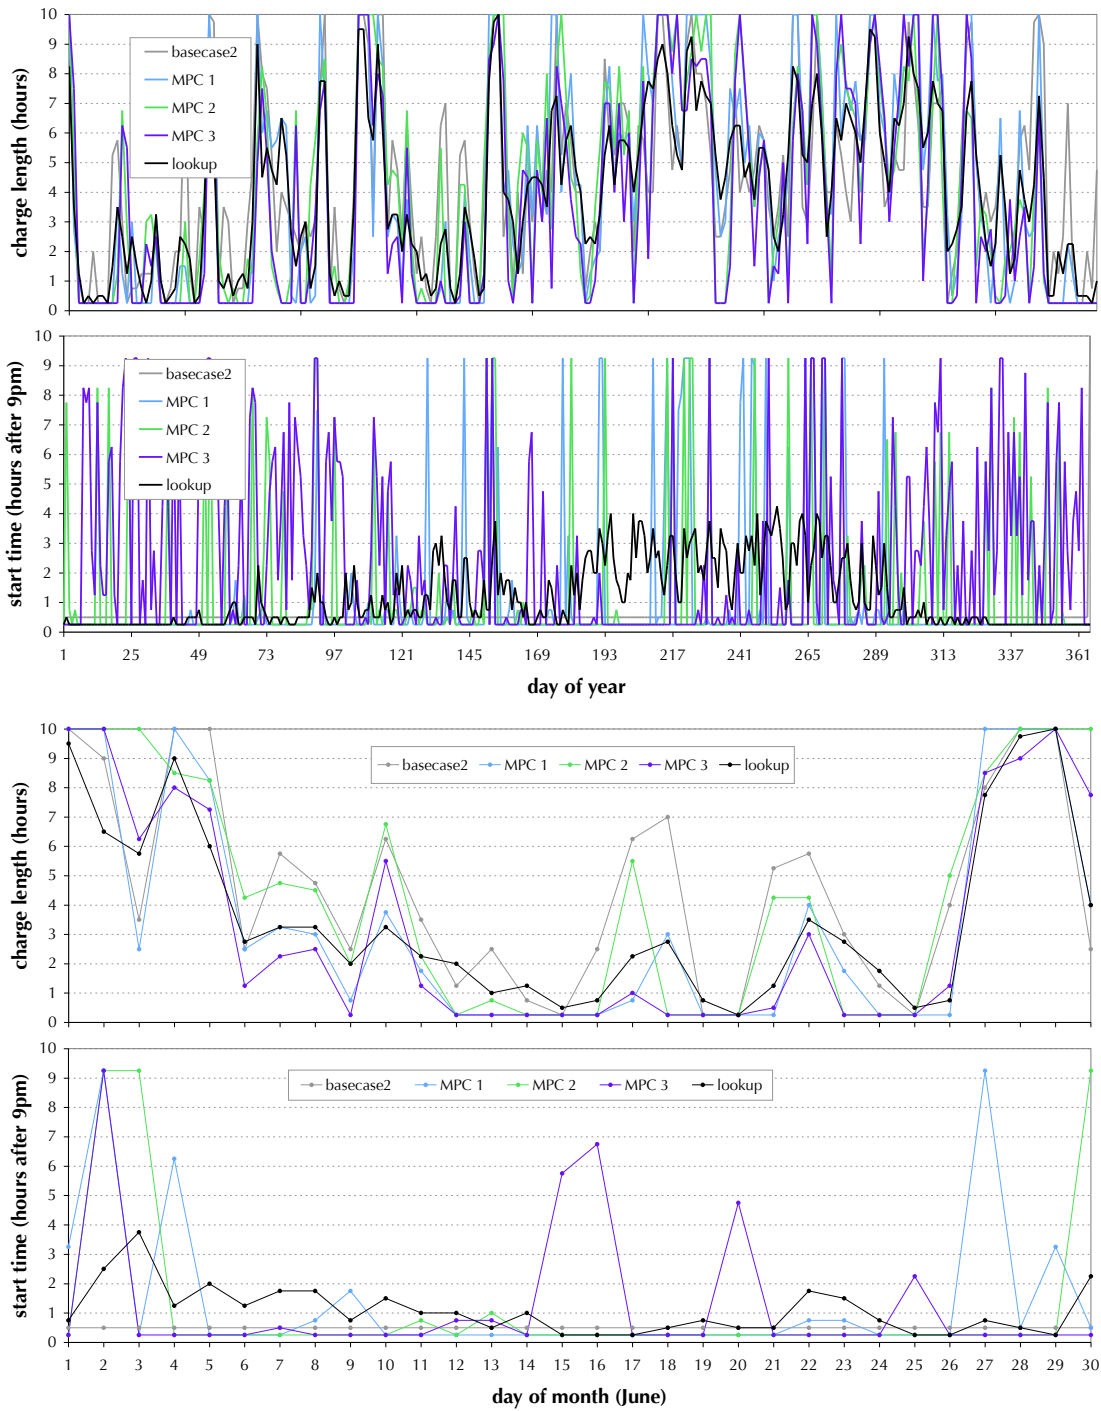 charge length (hours)
10
9
8
7
6
5
4
3
2
1
0
basecase2
MPC 1
MPC 2
MPC 3
lookup
start time (hours after 9pm)
10
9
8
7
6
5
4
3
2
1
0
basecase2
MPC 1
MPC 2
MPC 3
lookup
1 25 49 73 97 121 145 169 193 217 241 265 289 313 337 361
day of year
charge length (hours)
10
9
8
7
6
5
4
3
2
1
0
basecase2 MPC 1 MPC 2 MPC 3 lookup
start time (hours after 9pm)
10
9
8
7
6
5
4
3
2
1
0
basecase2 MPC 1 MPC 2 MPC 3 lookup
1 2 3 4 5 6 7 8 9 10 11 12 13 14 15 16 17 18 19 20 21 22 23 24 25 26 27 28 29 30
day of month (June)